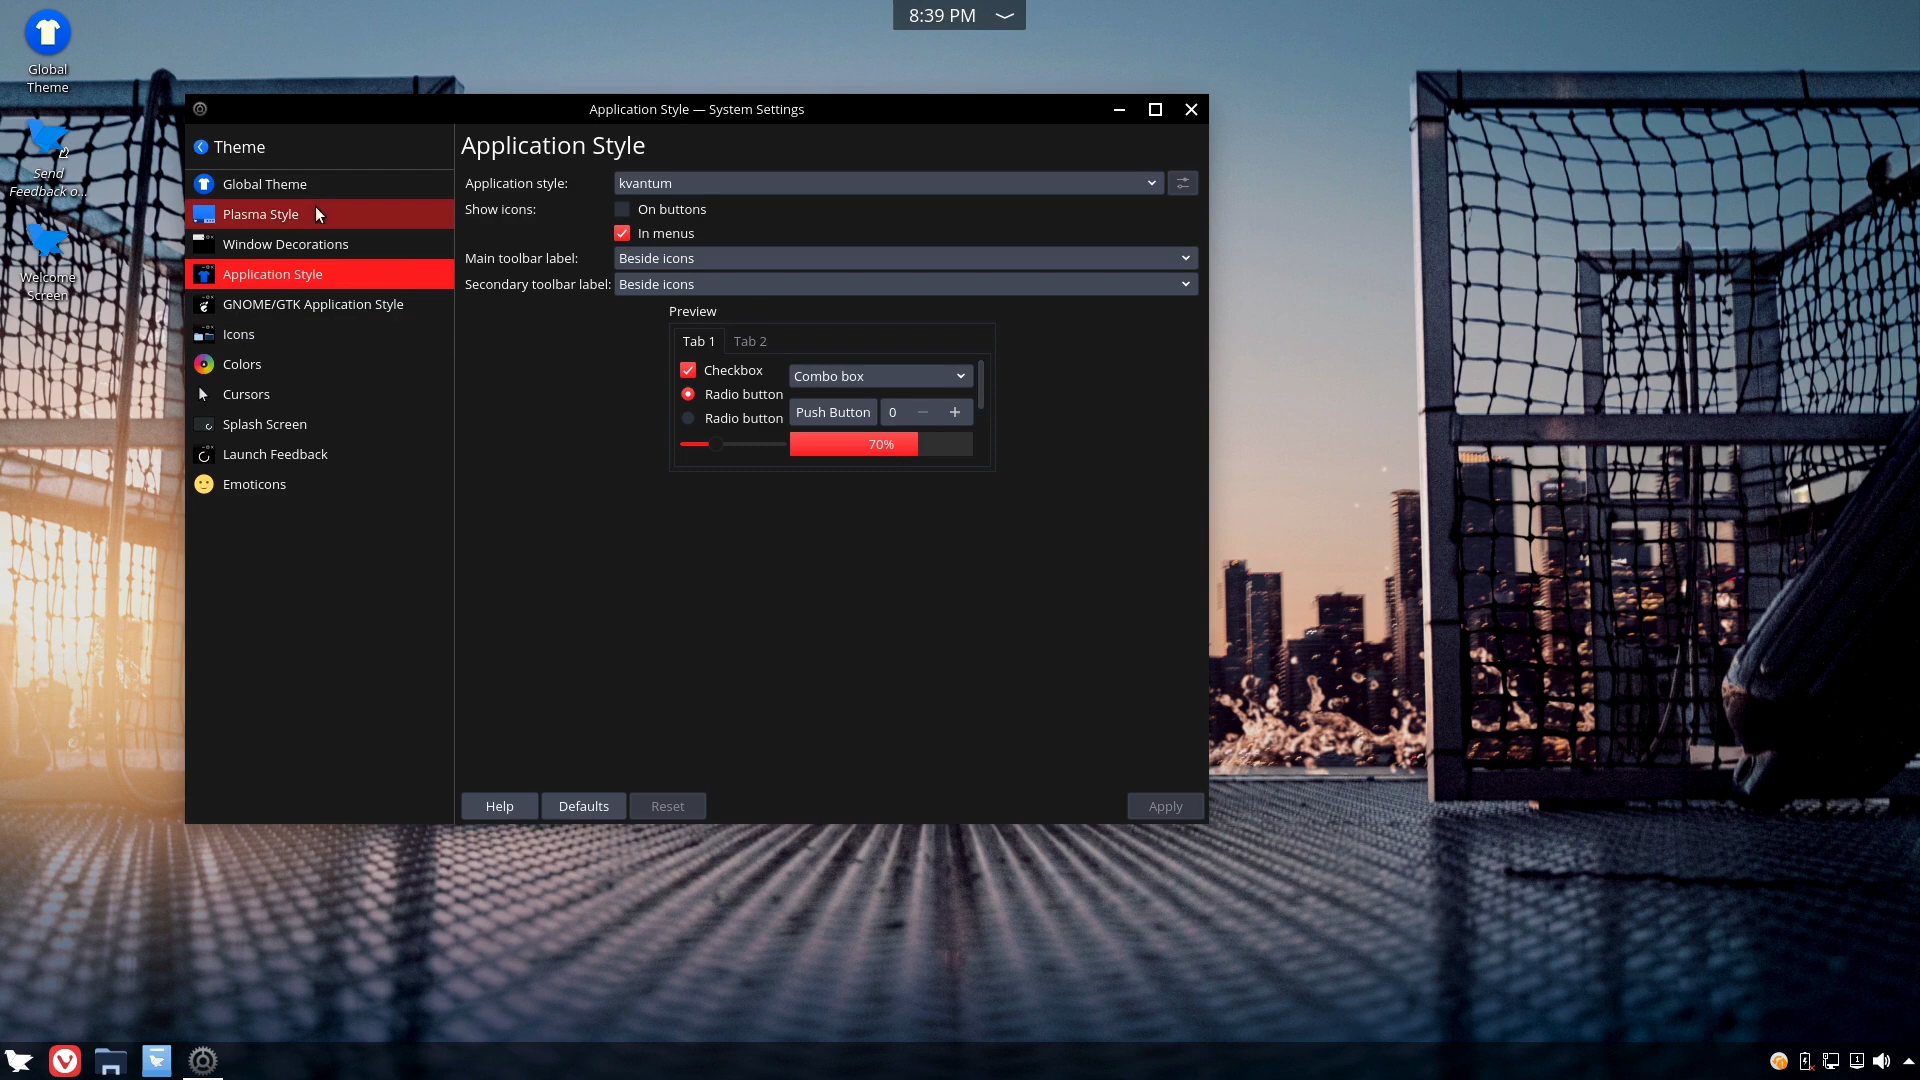 8:39 PM
Global
Theme
Send
Feedback o...
Welcome
Screen
Application Style — System Settings
Theme
Global Theme
Plasma Style
Window Decorations
Application Style
GNOME/GTK Application Style
Icons
Colors
Cursors
Splash Screen
Launch Feedback
Emoticons
Application Style
Application style: kvantum
Show icons: On buttons
In menus
Main toolbar label: Beside icons
Secondary toolbar label: Beside icons
Preview
Tab 1 Tab 2
Checkbox Combo box
Radio button
Push Button 0
Radio button
70%
Help Defaults Reset Apply
1